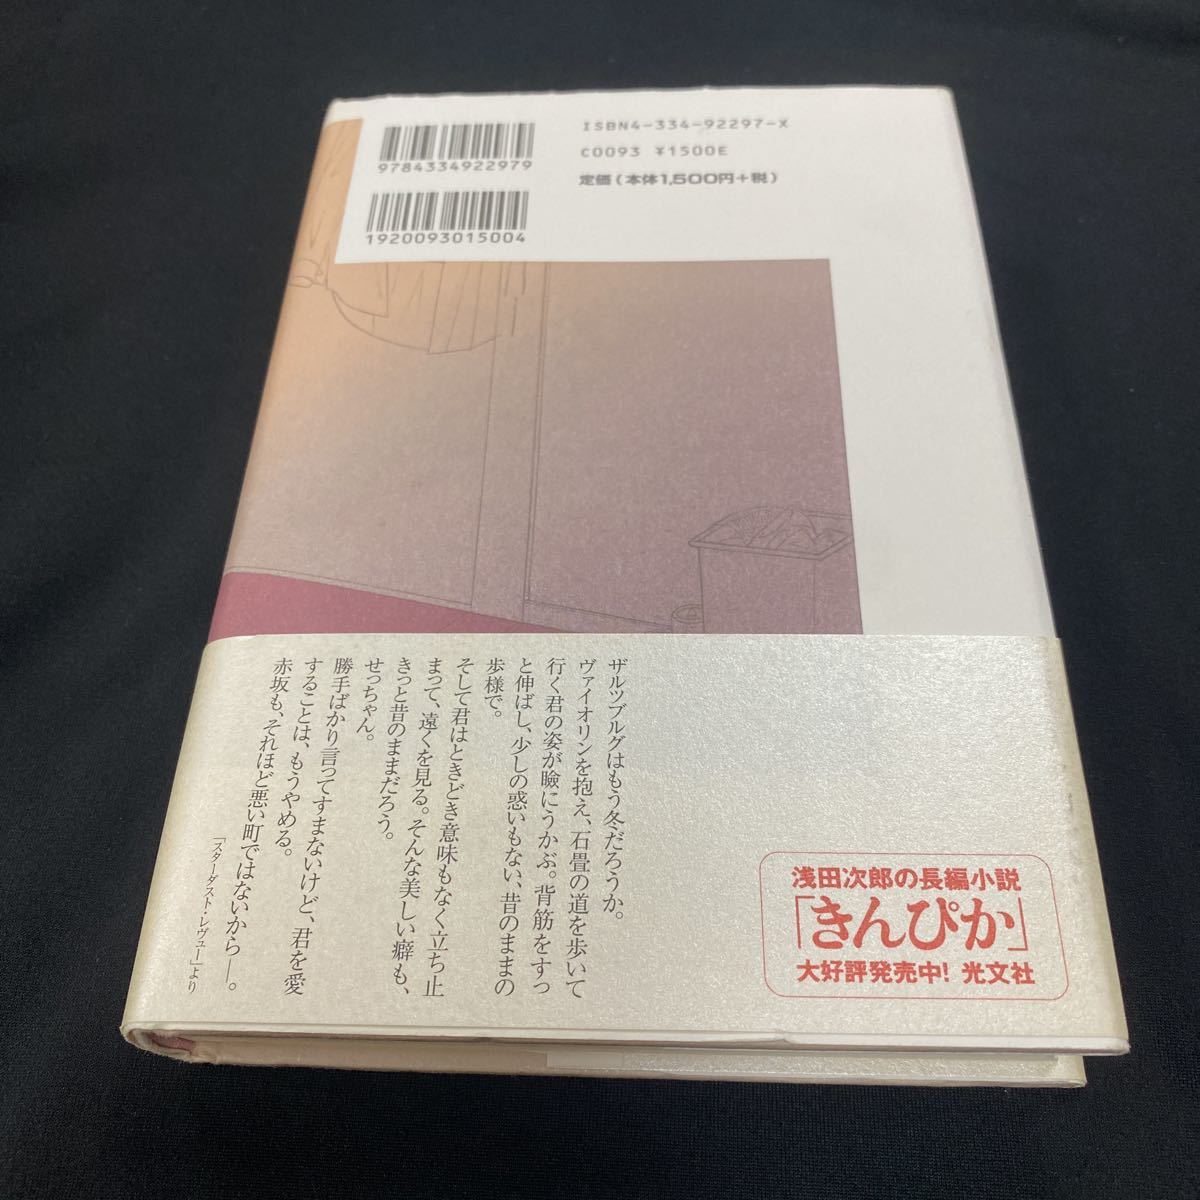 ISBN4-334-92297-X
C0093 ¥1500E
定価(本体1,500円+税)
9784334922979
1920093015004
ザルツブルグはもう冬だろうか。
ヴァイオリンを抱え、石畳の道を歩いて
行く君の姿が瞼にうかぶ。背筋をすっ
と伸ばし、少しの惑いもない、昔のままの
歩様で。
そして君はときどき意味もなく立ち止
まって、遠くを見る。そんな美しい癖も、
きっと昔のままだろう。
せっちゃん。
勝手ばかり言ってすまないけど、君を愛
することは、もうやめる。
赤坂も、それほど悪い町ではないから―。
「スターダスト・レヴュー」より
浅田次郎の長編小説
「きんぴか」
大好評発売中! 光文社